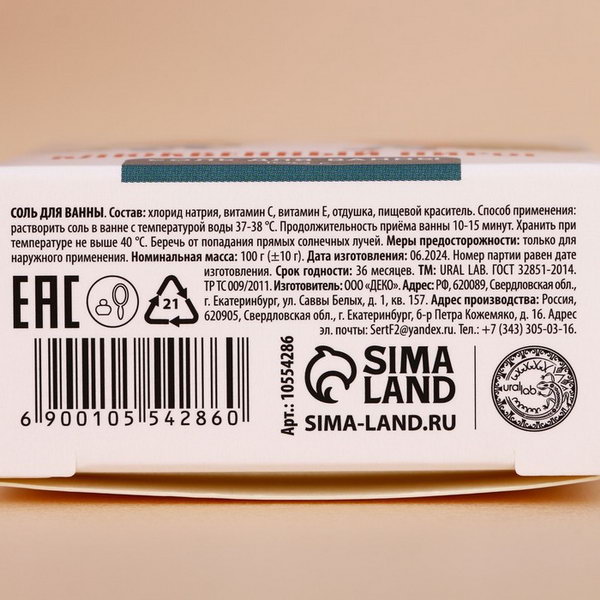 СОЛЬ ДЛЯ ВАННЫ
СОЛЬ ДЛЯ ВАННЫ. Состав: хлорид натрия, витамин С, витамин Е, отдушка, пищевой краситель. Способ применения:
растворить соль в ванне с температурой воды 37-38 °С. Продолжительность приёма ванны 10-15 минут. Хранить при
температуре не выше 40 °С. Беречь от попадания прямых солнечных лучей. Меры предосторожности: только для
наружного применения. Номинальная масса: 100 г (±10 г). Дата изготовления: 06.2024. Номер партии равен дате
изготовления. Срок годности: 36 месяцев. ТМ: URAL LAB. ГОСТ 32851-2014.
ТР ТС 009/2011. Изготовитель: ООО «ДЕКО». Адрес: РФ, 620089, Свердловская обл.,
г. Екатеринбург, ул. Саввы Белых, д. 1, кв. 157. Адрес производства: Россия,
620905, Свердловская обл., г. Екатеринбург, б-р Петра Кожемяко, д. 16. Адрес
эл. почты: SertF2@yandex.ru. Тел.: +7 (343) 305-03-16.
ЕАС
21
6 900105 542860
Арт.: 10554286
SIMA
LAND
SIMA-LAND.RU
ural lab